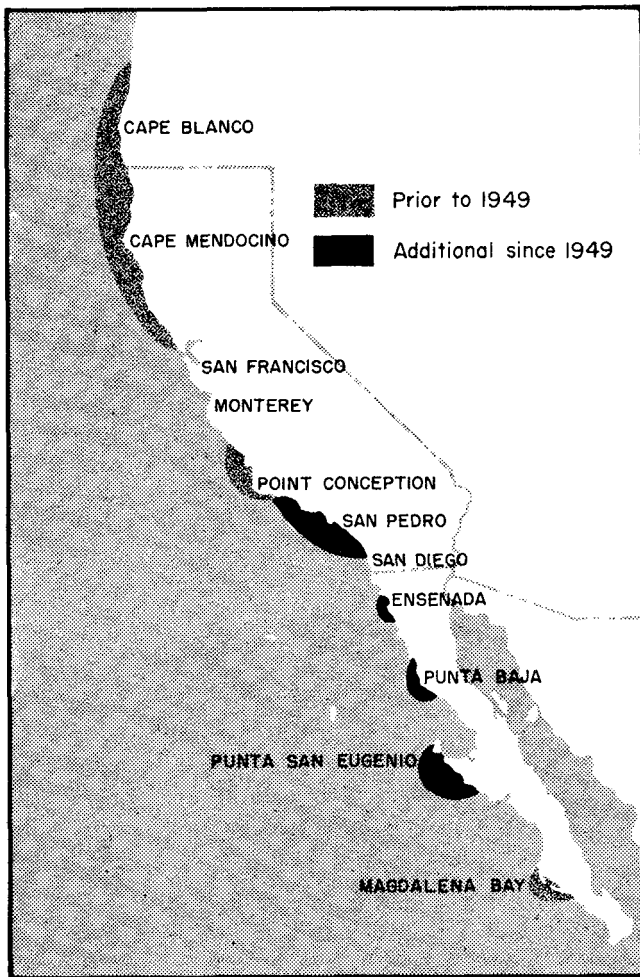 CAPE BLANCO
Prior to 1949
CAPE MENDOCINO
Additional since 1949
SAN FRANCISCO
MONTEREY
POINT CONCEPTION
SAN PEDRO
SAN DIEGO
ENSENADA
PUNTA BAJA
PUNTA SAN EUGENIO
MAGDALENA BAY